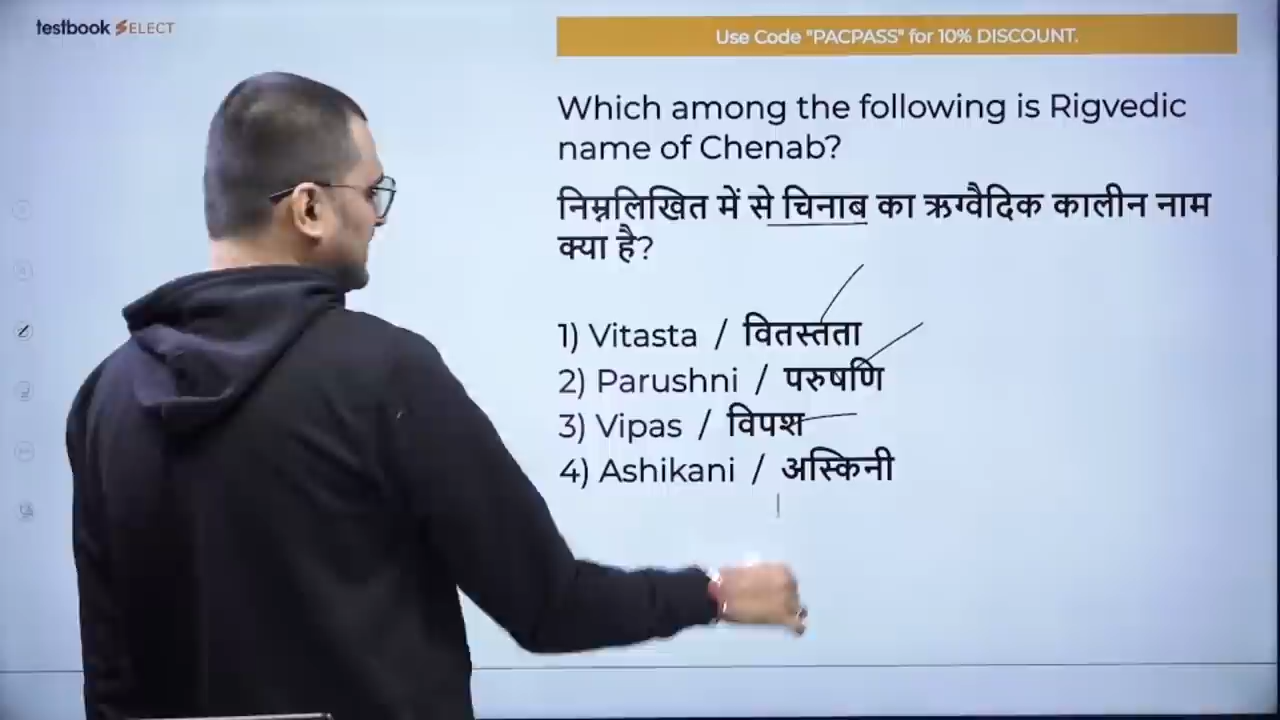 testbook SELECT
Use Code "PACPASS" for 10% DISCOUNT.
Which among the following is Rigvedic
name of Chenab?
निम्नलिखित में से चिनाब का ऋग्वैदिक कालीन नाम
क्या है?
1) Vitasta / वितस्तता
2) Parushni / परुषणि
3) Vipas / विपश
4) Ashikani / अस्किनी